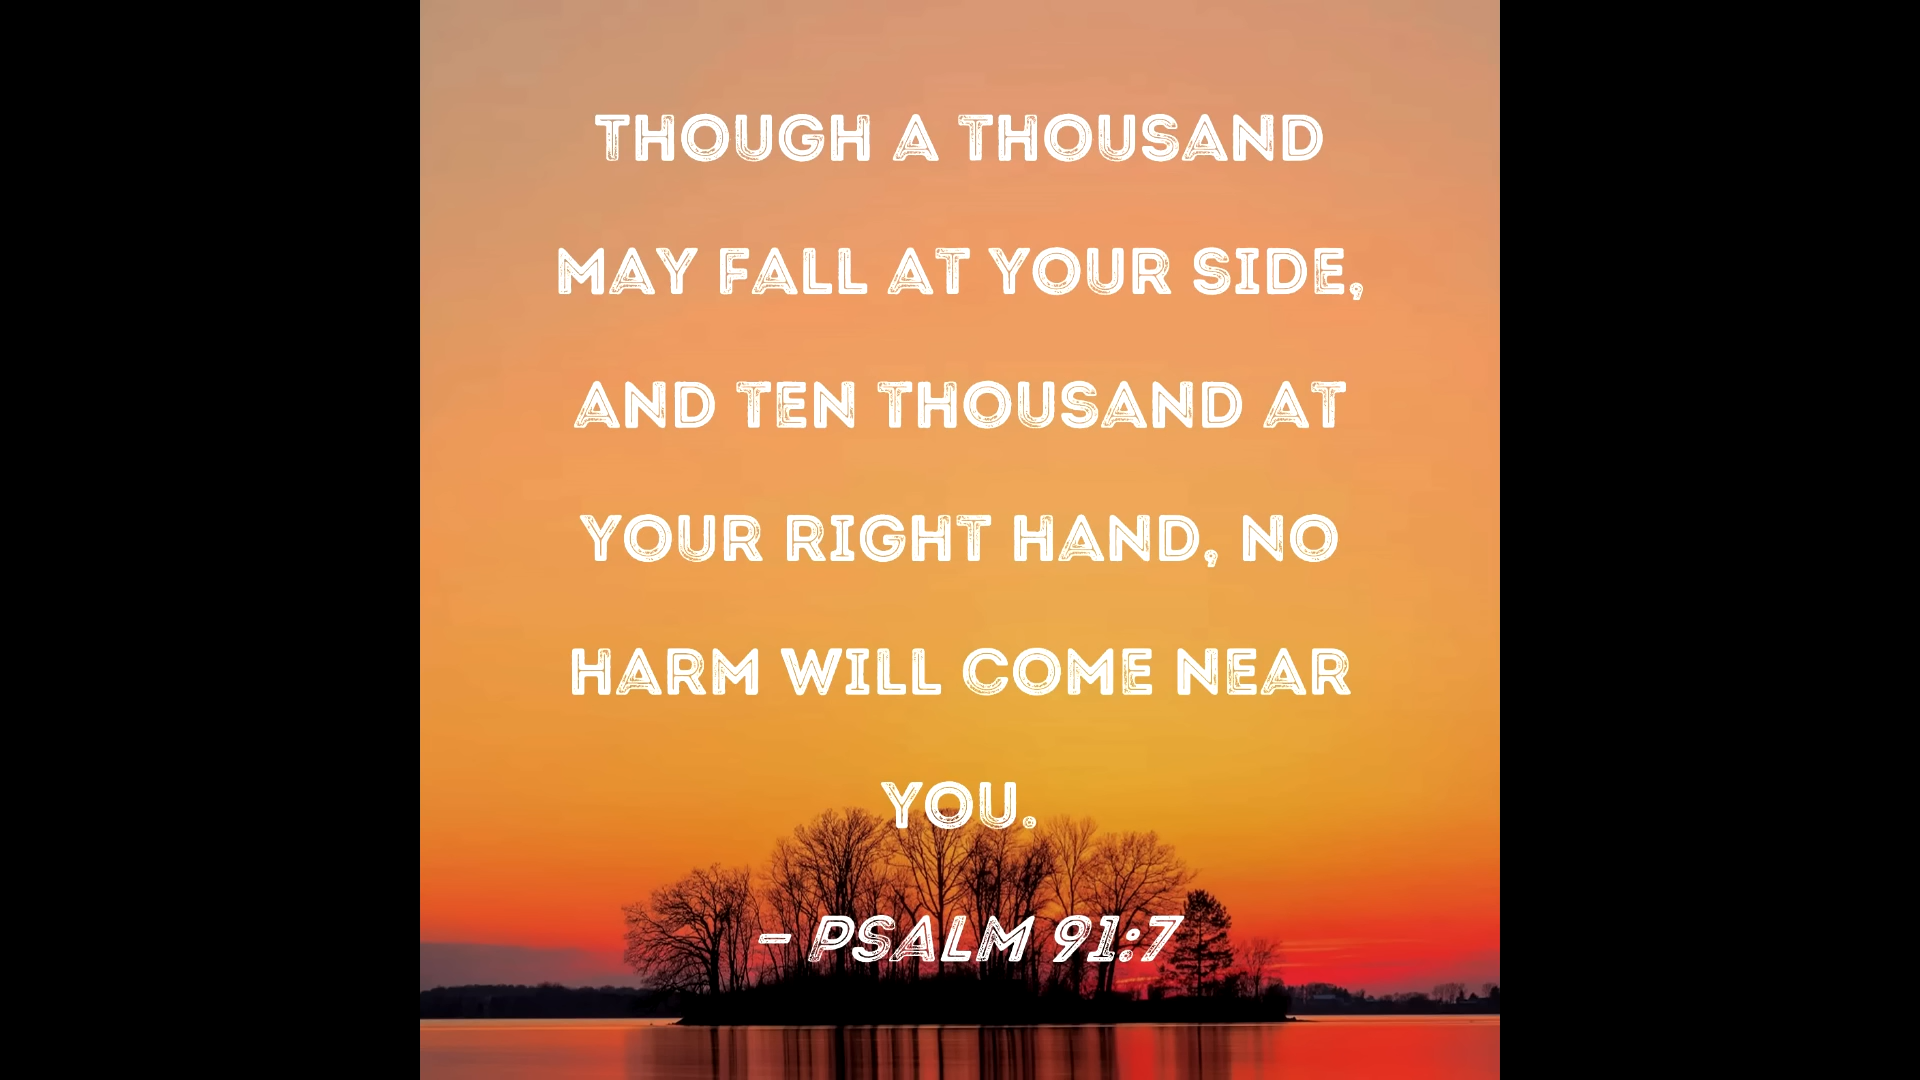 THOUGH A THOUSAND
MAY FALL AT YOUR SIDE,
AND TEN THOUSAND AT
YOUR RIGHT HAND, NO
HARM WILL COME NEAR
YOU.
- PSALM 91:7